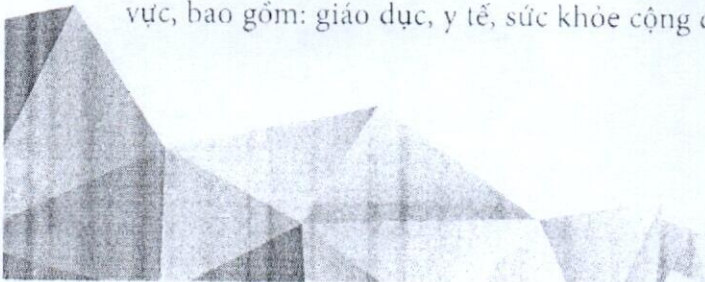 vực, bao gồm: giáo dục, y tế, sức khỏe cộng